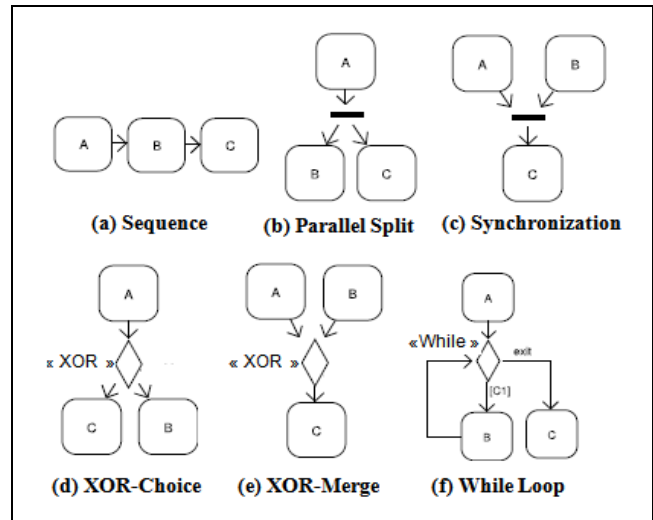 A
A
B
A
B
C
B
C
C
(a) Sequence
(b) Parallel Split
(c) Synchronization
A
A
B
A
« XOR »
« XOR »
«While »
exit
[C1]
C
B
C
B
C
(d) XOR-Choice
(e) XOR-Merge
(f) While Loop